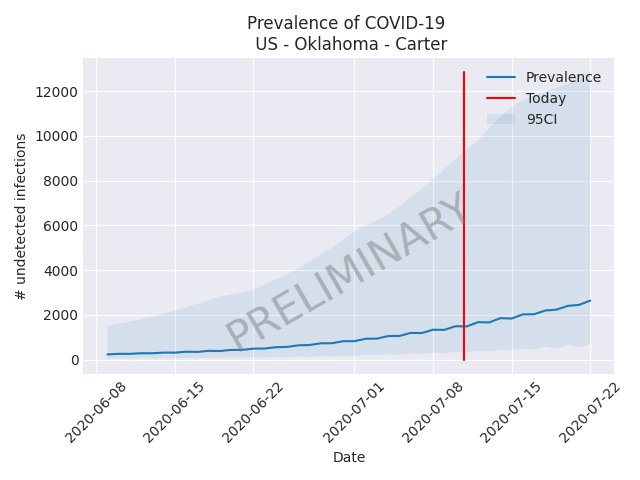 Prevalence of COVID-19
US - Oklahoma - Carter
Prevalence
Today
95CI
12000
10000
8000
6000
4000
2000
0
# undetected infections
PRELIMINARY
2020-06-08
2020-06-15
2020-06-22
2020-07-01
2020-07-08
2020-07-15
2020-07-22
Date